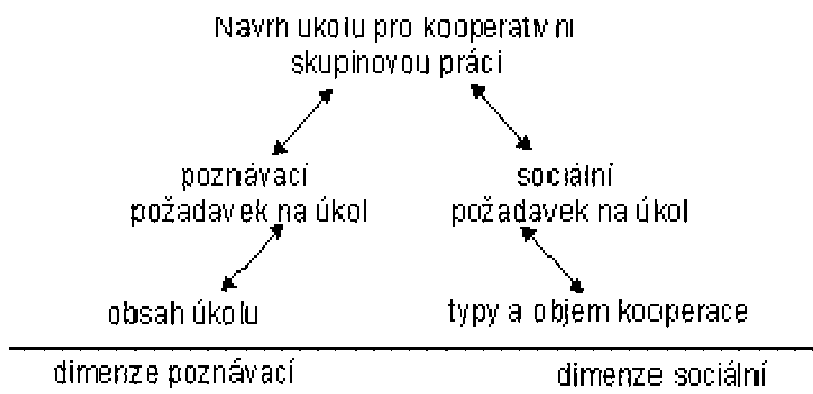 Návrh úkolu pro kooperativní
skupinovou práci
poznávací
požadavek na úkol
sociální
požadavek na úkol
obsah úkolu
typy a objem kooperace
dimenze poznávací
dimenze sociální